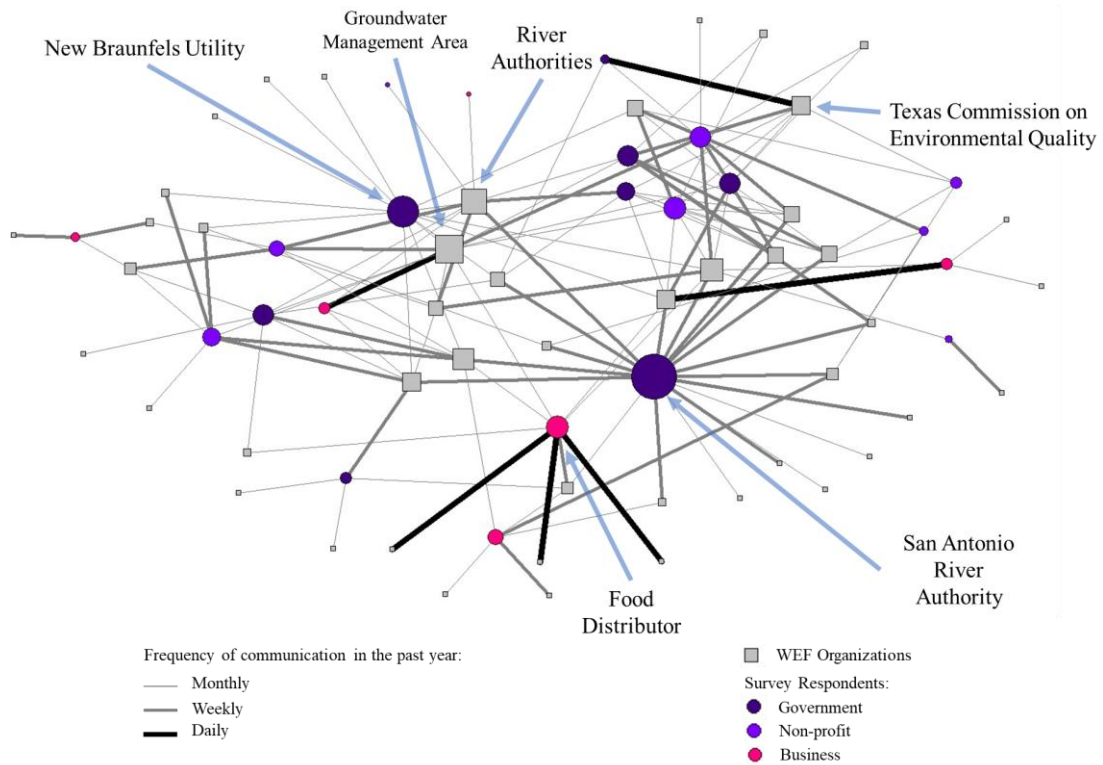 New Braunfels Utility
Groundwater
Management Area
River
Authorities
Texas Commission on
Environmental Quality
San Antonio
River
Authority
Food
Distributor
Frequency of communication in the past year:
Monthly
Weekly
Daily
WEF Organizations
Survey Respondents:
Government
Non-profit
Business